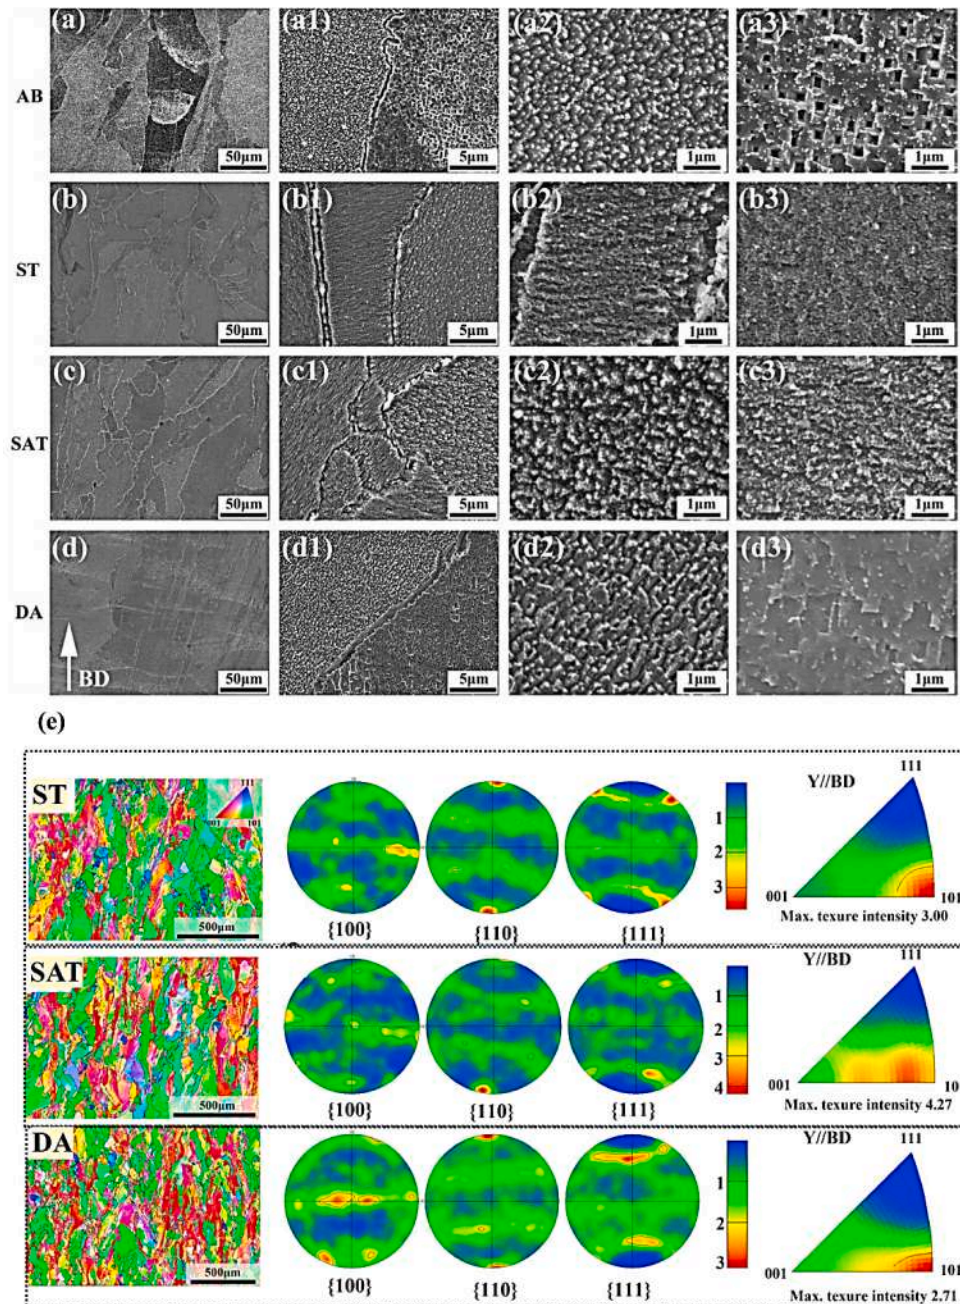 (a) (a1) (a2) (a3)
AB
50μm 5μm 1μm 1μm
(b) (b1) (b2) (b3)
ST
50μm 5μm 1μm 1μm
(c) (c1) (c2) (c3)
SAT
50μm 5μm 1μm 1μm
(d) (d1) (d2) (d3)
DA
BD
50μm 5μm 1μm 1μm
(e)
ST
111
001 101
500μm
{100} {110} {111}
1
2
3
Y//BD
111
001 101
Max. texure intensity 3.00
SAT
500μm
{100} {110} {111}
1
2
3
4
Y//BD
111
001 10
Max. texure intensity 4.27
DA
500μm
{100} {110} {111}
1
2
3
Y//BD
111
001 101
Max. texure intensity 2.71